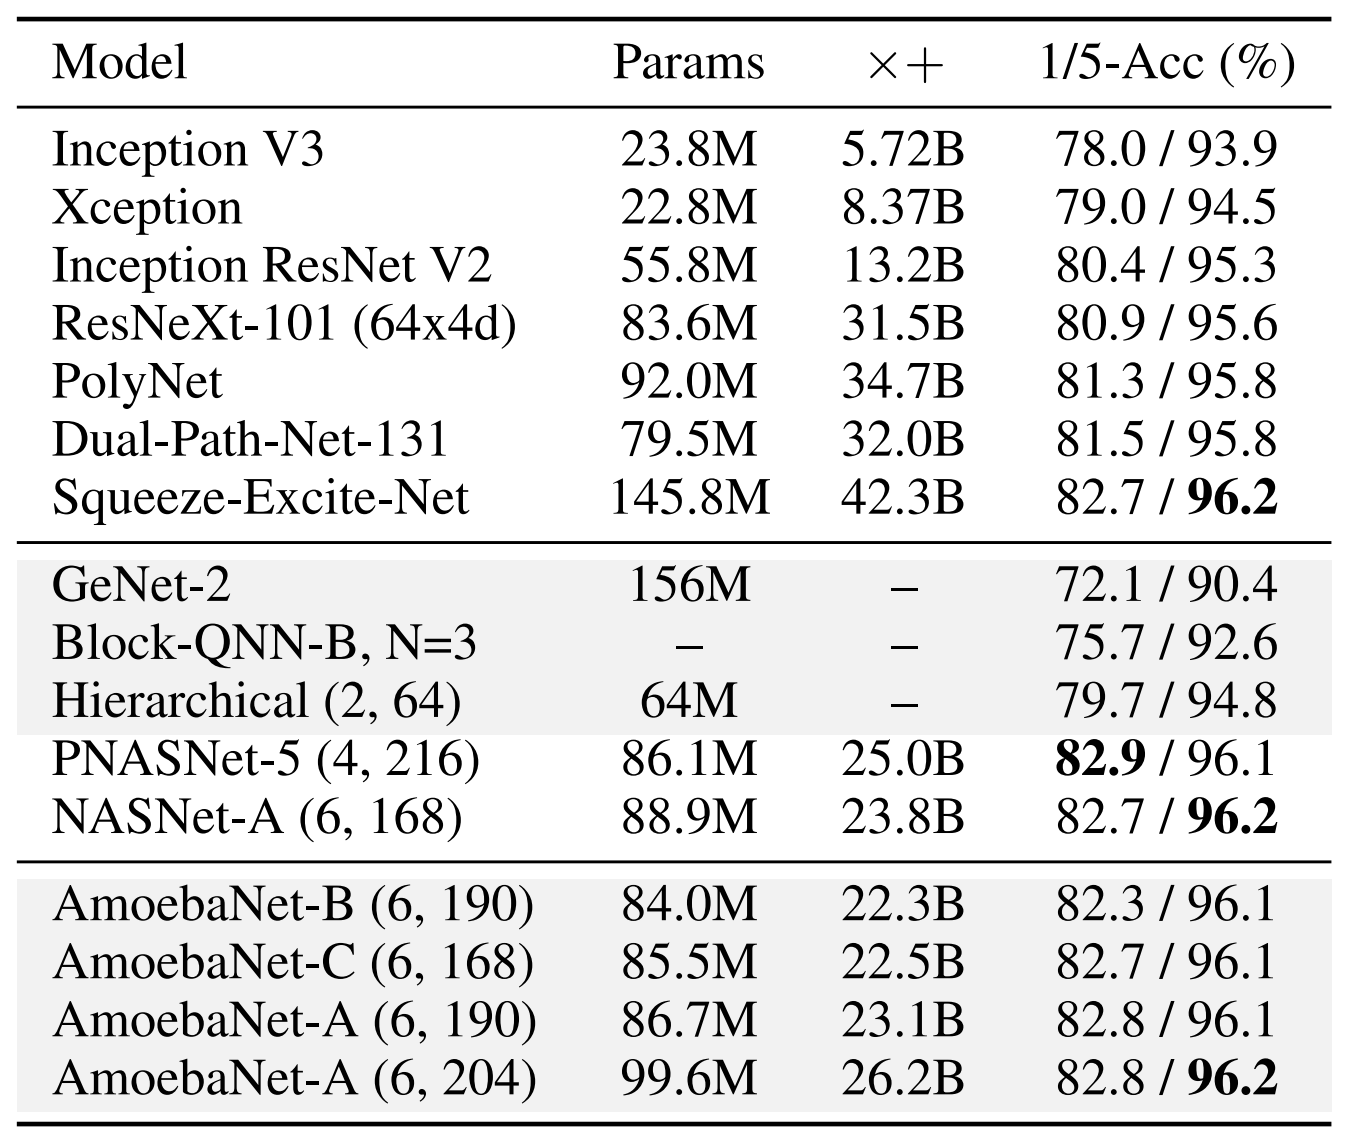 Model Params ×+ 1/5-Acc (%)
Inception V3 23.8M 5.72B 78.0 / 93.9
Xception 22.8M 8.37B 79.0 / 94.5
Inception ResNet V2 55.8M 13.2B 80.4 / 95.3
ResNeXt-101 (64x4d) 83.6M 31.5B 80.9 / 95.6
PolyNet 92.0M 34.7B 81.3 / 95.8
Dual-Path-Net-131 79.5M 32.0B 81.5 / 95.8
Squeeze-Excite-Net 145.8M 42.3B 82.7 / 96.2
GeNet-2 156M – 72.1 / 90.4
Block-QNN-B, N=3 – – 75.7 / 92.6
Hierarchical (2, 64) 64M – 79.7 / 94.8
PNASNet-5 (4, 216) 86.1M 25.0B 82.9 / 96.1
NASNet-A (6, 168) 88.9M 23.8B 82.7 / 96.2
AmoebaNet-B (6, 190) 84.0M 22.3B 82.3 / 96.1
AmoebaNet-C (6, 168) 85.5M 22.5B 82.7 / 96.1
AmoebaNet-A (6, 190) 86.7M 23.1B 82.8 / 96.1
AmoebaNet-A (6, 204) 99.6M 26.2B 82.8 / 96.2